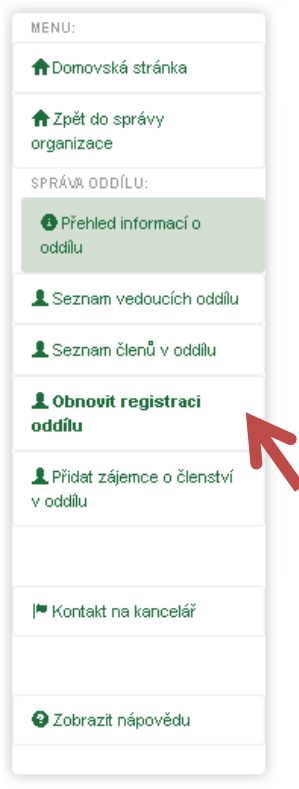 MENU:
Domovská stránka
Zpět do správy
organizace
SPRÁVA ODDÍLU:
Přehled informací o
oddílu
Seznam vedoucích oddílu
Seznam členů v oddílu
Obnovit registraci
oddílu
Přidat zájemce o členství
v oddílu
Kontakt na kancelář
Zobrazit nápovědu